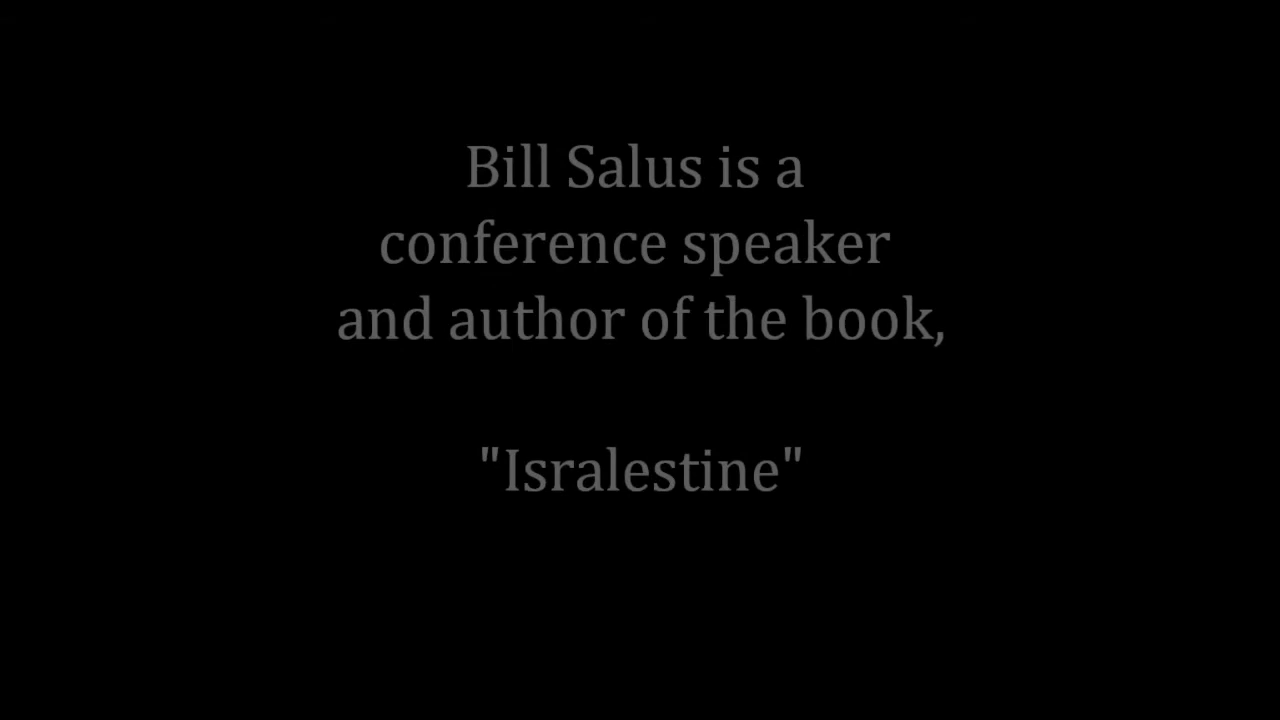 Bill Salus is a
conference speaker
and author of the book,
"Isralestine"